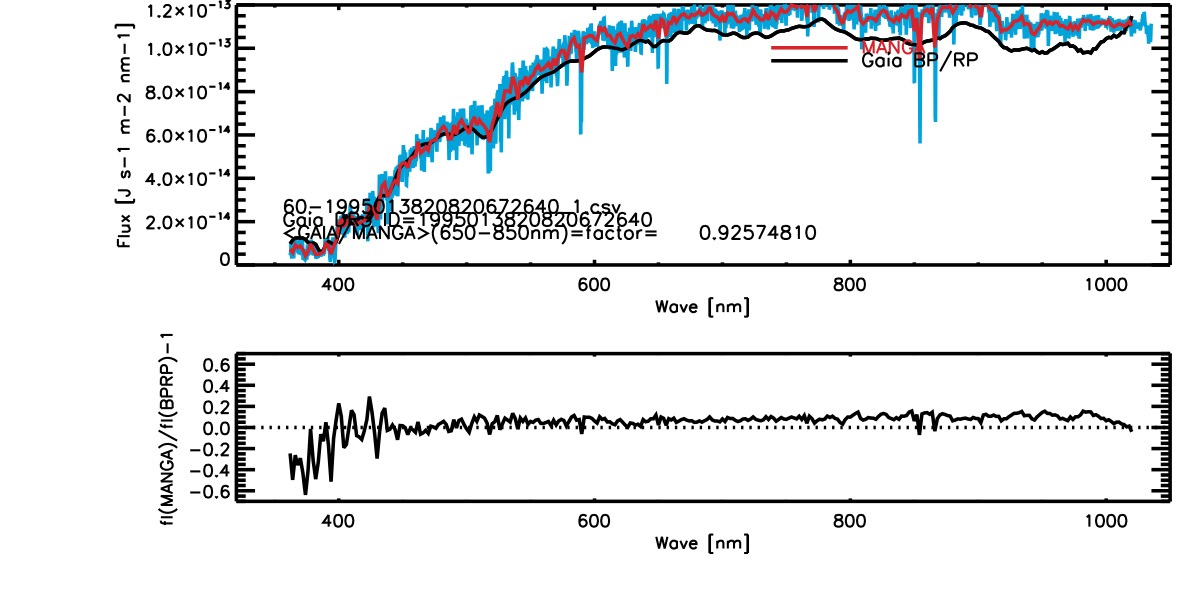 1.2×10−13
1.0×10−13
8.0×10−14
6.0×10−14
4.0×10−14
2.0×10−14
0
Flux [J s−1 m−2 nm−1]
MANGA
Gaia BP/RP
60−1995013820820672640_1.csv
Gaia DR3 ID=1995013820820672640
<GAIA/MANGA>(650−850nm)=factor= 0.92574810
400 600 800 1000
Wave [nm]
0.6
0.4
0.2
0.0
−0.2
−0.4
−0.6
fl(MANGA)/fl(BPRP)−1
400 600 800 1000
Wave [nm]